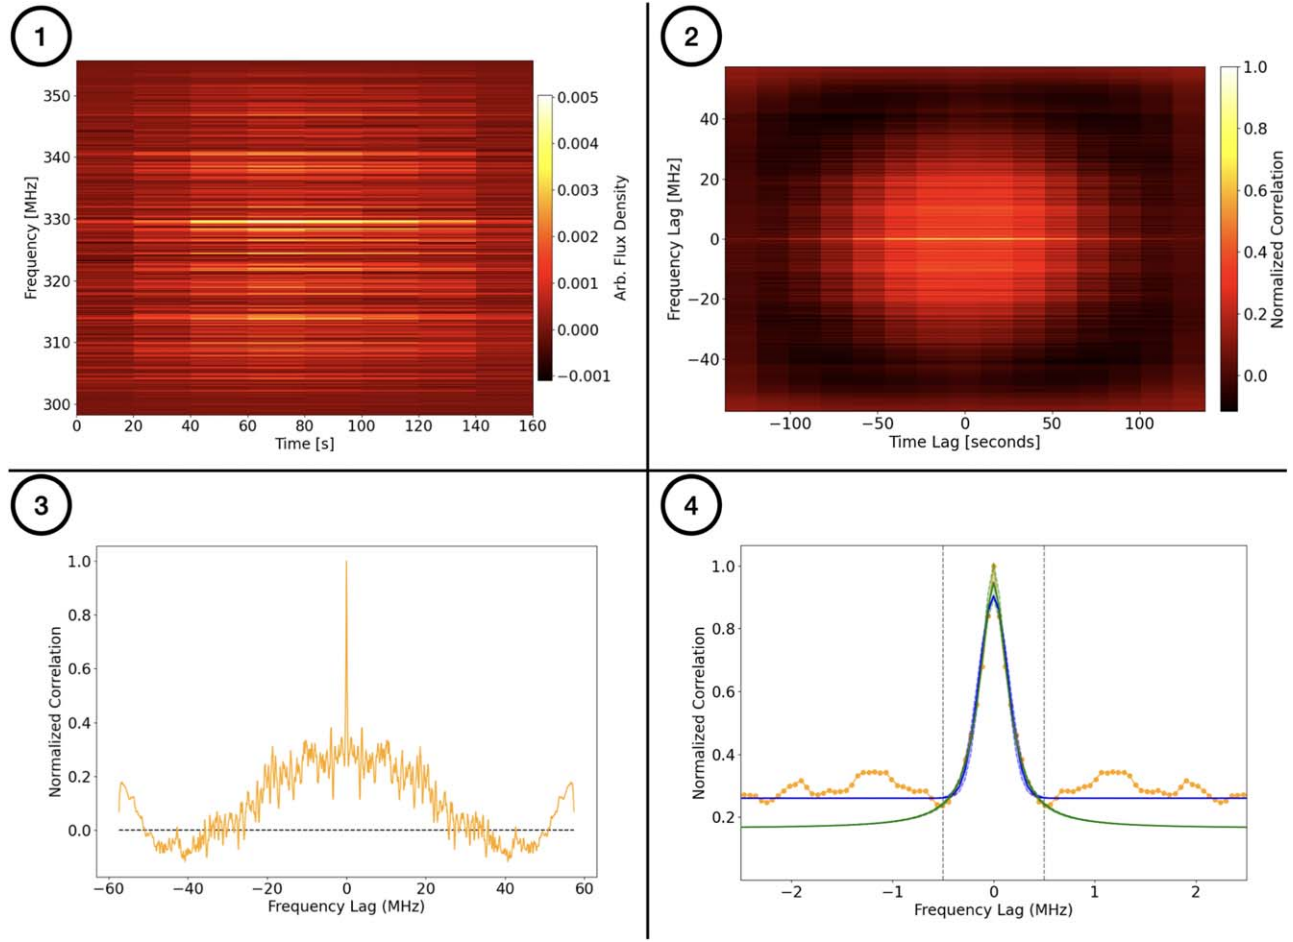 1
350
340
330
320
310
300
0 20 40 60 80 100 120 140 160
Time [s]
Frequency [MHz]
0.005
0.004
0.003
0.002
0.001
0.000
−0.001
Arb. Flux Density
2
40
20
0
−20
−40
−100 −50 0 50 100
Time Lag [seconds]
Frequency Lag [MHz]
1.0
0.8
0.6
0.4
0.2
0.0
Normalized Correlation
3
1.0
0.8
0.6
0.4
0.2
0.0
−60 −40 −20 0 20 40 60
Frequency Lag (MHz)
Normalized Correlation
4
1.0
0.8
0.6
0.4
0.2
−2 −1 0 1 2
Frequency Lag (MHz)
Normalized Correlation